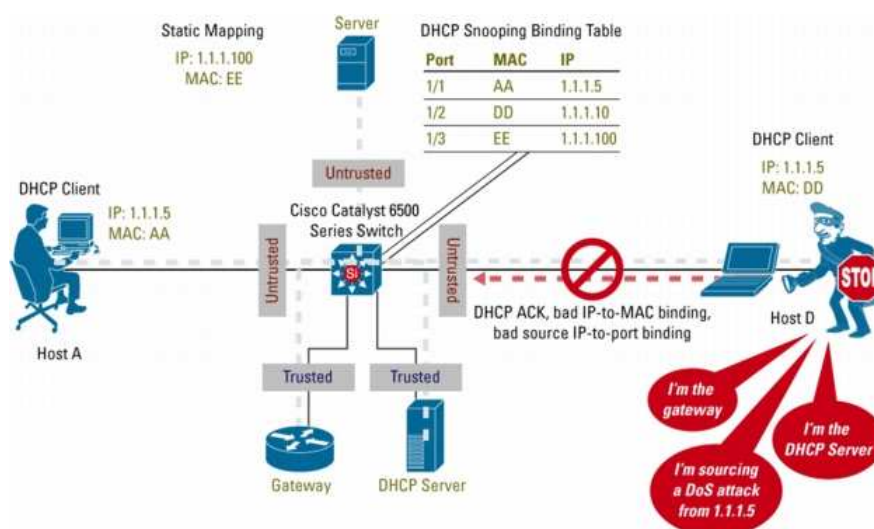 Static Mapping
IP: 1.1.1.100
MAC: EE
Server
DHCP Snooping Binding Table
Port MAC IP
1/1 AA 1.1.1.5
1/2 DD 1.1.1.10
1/3 EE 1.1.1.100
Untrusted
DHCP Client
IP: 1.1.1.5
MAC: AA
Cisco Catalyst 6500
Series Switch
DHCP Client
IP: 1.1.1.5
MAC: DD
Untrusted
Si
Untrusted
STOP
DHCP ACK, bad IP-to-MAC binding,
bad source IP-to-port binding
Host A
Host D
Trusted
Trusted
I'm the
gateway
I'm the
DHCP Server
I'm sourcing
a DoS attack
from 1.1.1.5
Gateway
DHCP Server